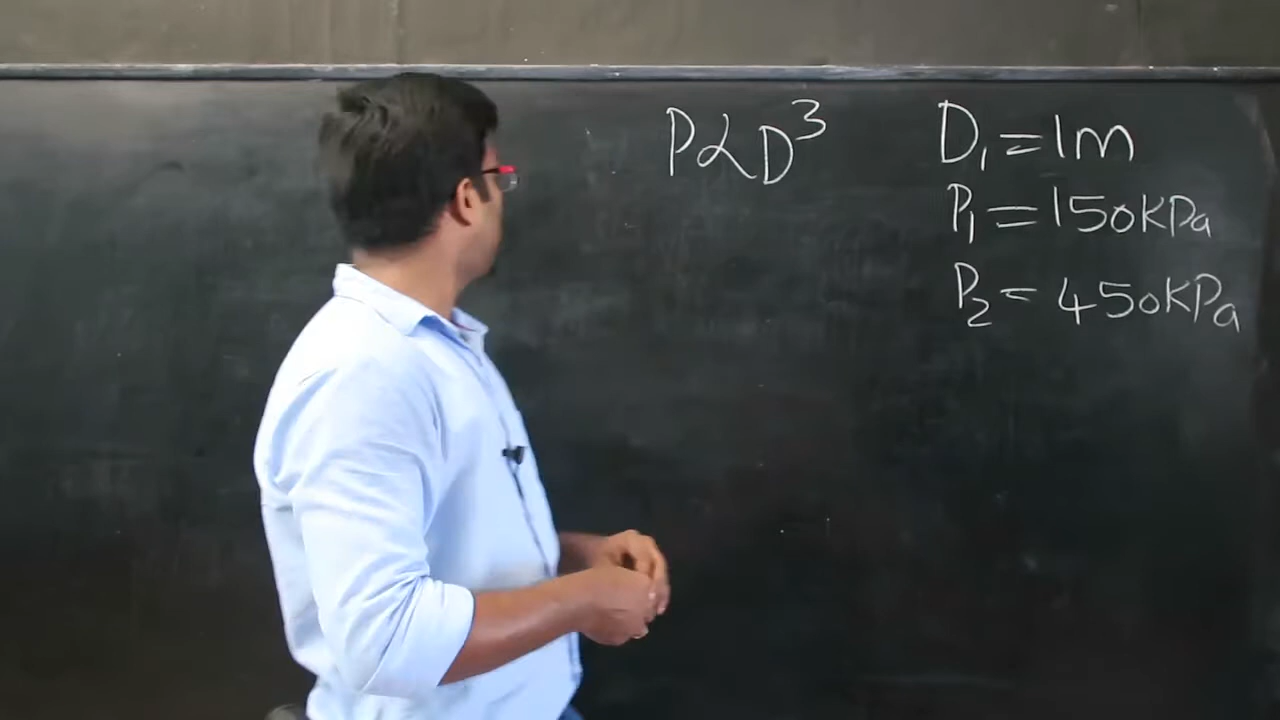 P∝D³
D₁ = 1m
P₁ = 150KPa
P₂ = 450KPa